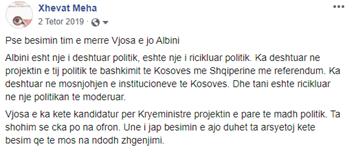 Xhevat Meha
2 Tetor 2019 ·
Pse besimin tim e merre Vjosa e jo Albini
Albini esht nje i deshtuar politik, eshte nje i ricikluar politik. Ka deshtuar ne
projektin e tij politik te bashkimit te Kosoves me Shqiperine me referendum. Ka
deshtuar ne mosnjohjen e institucioneve te Kosoves. Dhe tani eshte ricikluar
ne nje politikan te moderuar.
Vjosa e ka kete kandidatur per Kryeministre projektin e pare te madh politik. Ta
shohim se cka po na ofron. Une i jap besimin e ajo duhet ta arsyetoj kete
besim qe te mos na ndodh zhgenjimi.